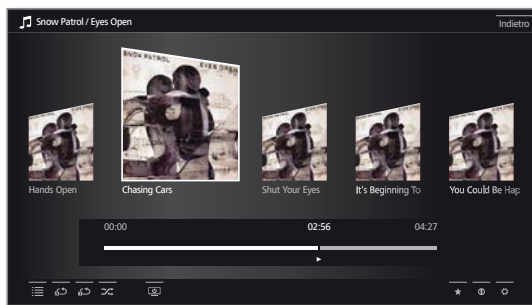 Snow Patrol / Eyes Open
Indietro
SNOW PATROL EYES OPEN
Hands Open
Chasing Cars
Shut Your Eyes
It's Beginning To
You Could Be Hap
00:00 02:56 04:27